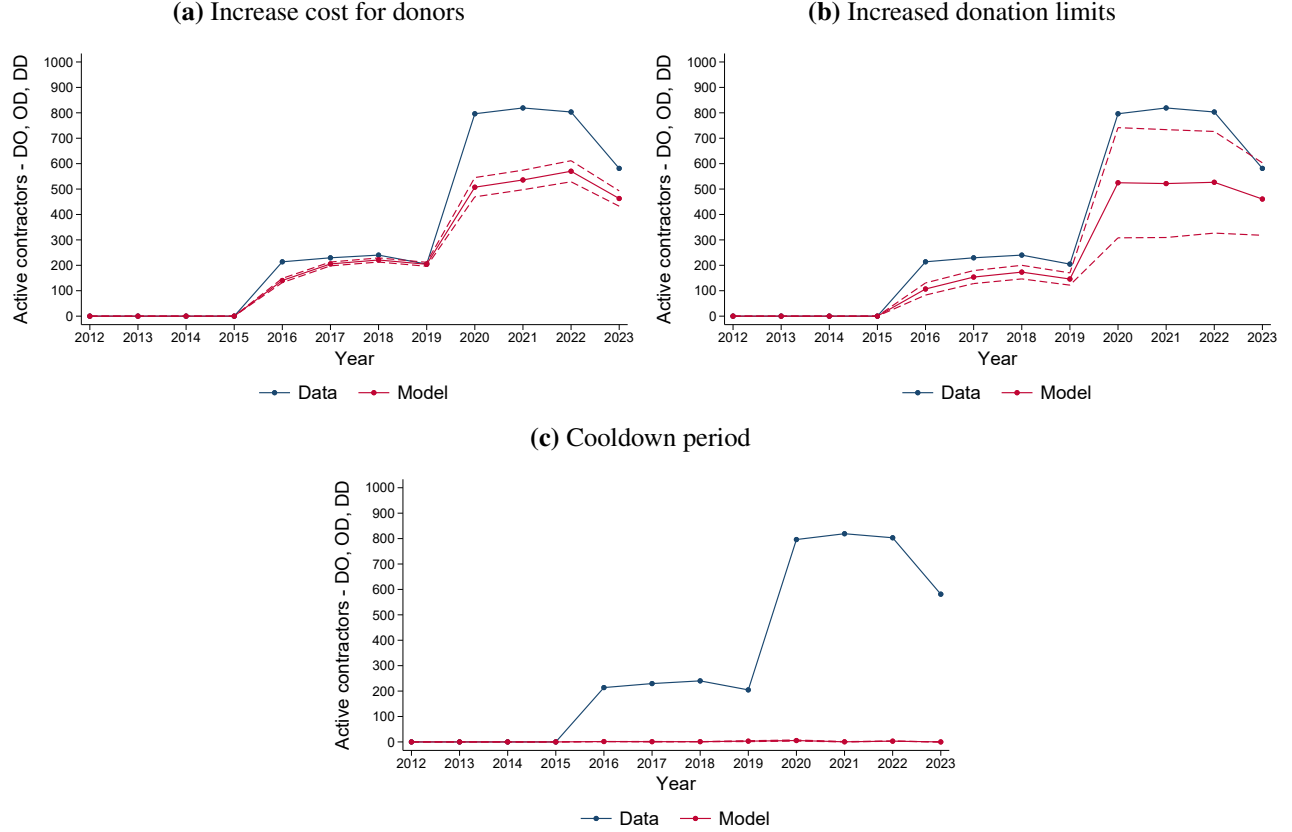 (a) Increase cost for donors
Active contractors - DO, OD, DD
1000
900
800
700
600
500
400
300
200
100
0
2012 2013 2014 2015 2016 2017 2018 2019 2020 2021 2022 2023
Year
Data Model
(b) Increased donation limits
Active contractors - DO, OD, DD
1000
900
800
700
600
500
400
300
200
100
0
2012 2013 2014 2015 2016 2017 2018 2019 2020 2021 2022 2023
Year
Data Model
(c) Cooldown period
Active contractors - DO, OD, DD
1000
900
800
700
600
500
400
300
200
100
0
2012 2013 2014 2015 2016 2017 2018 2019 2020 2021 2022 2023
Year
Data Model